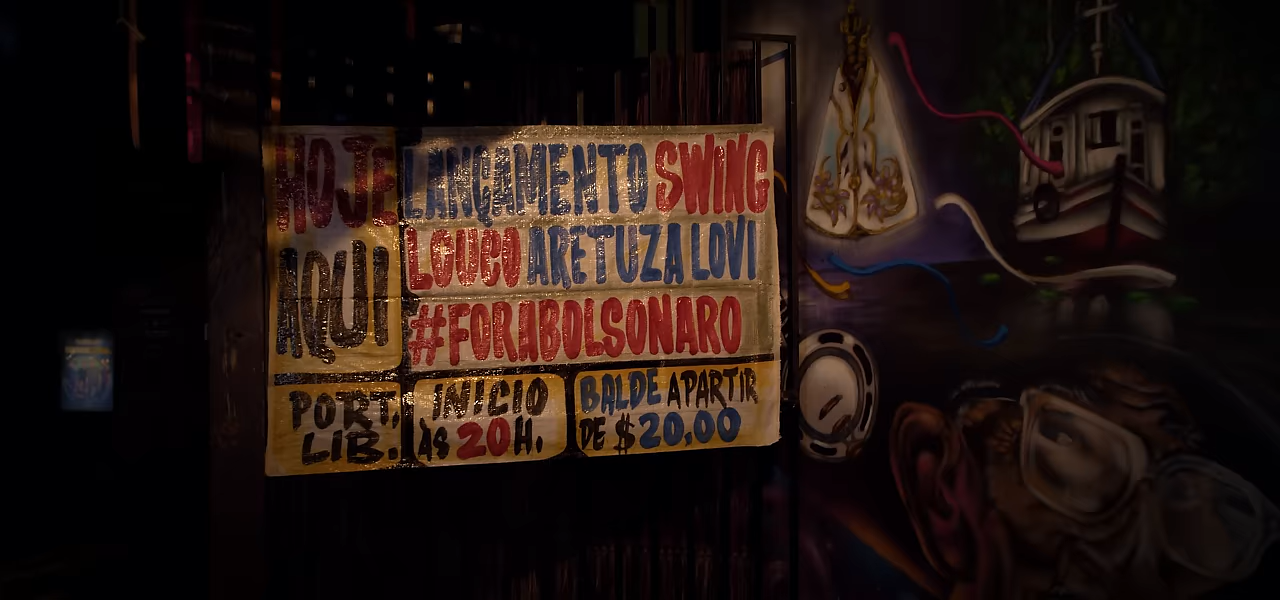 HOJE
AQUI
LANÇAMENTO SWING
LOUCO ARETUZA LOVI
#FORABOLSONARO
PORT.
LIB.
INICIO
ÀS 20H.
BALDE APARTIR
DE $20,00